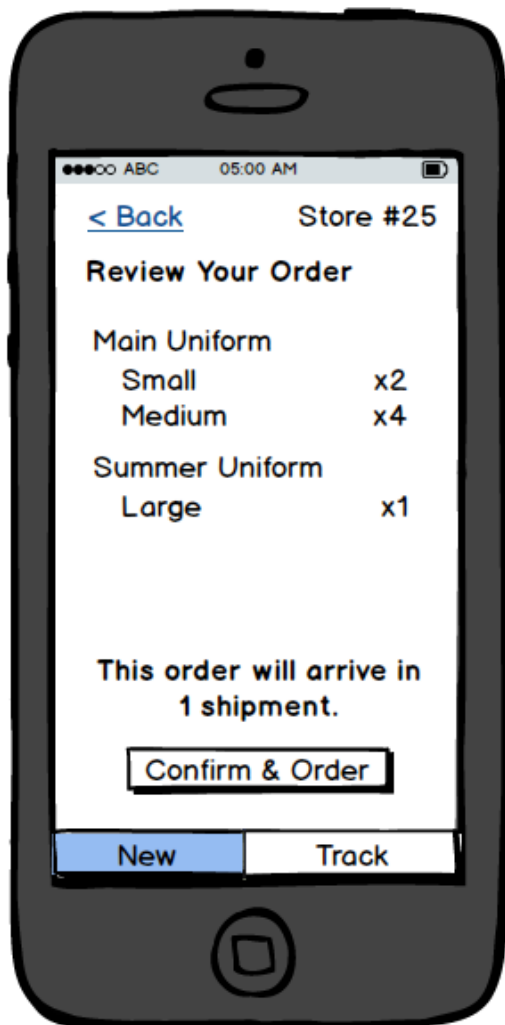 ABC 05:00 AM
< Back Store #25
Review Your Order
Main Uniform
Small x2
Medium x4
Summer Uniform
Large x1
This order will arrive in
1 shipment.
Confirm & Order
New Track